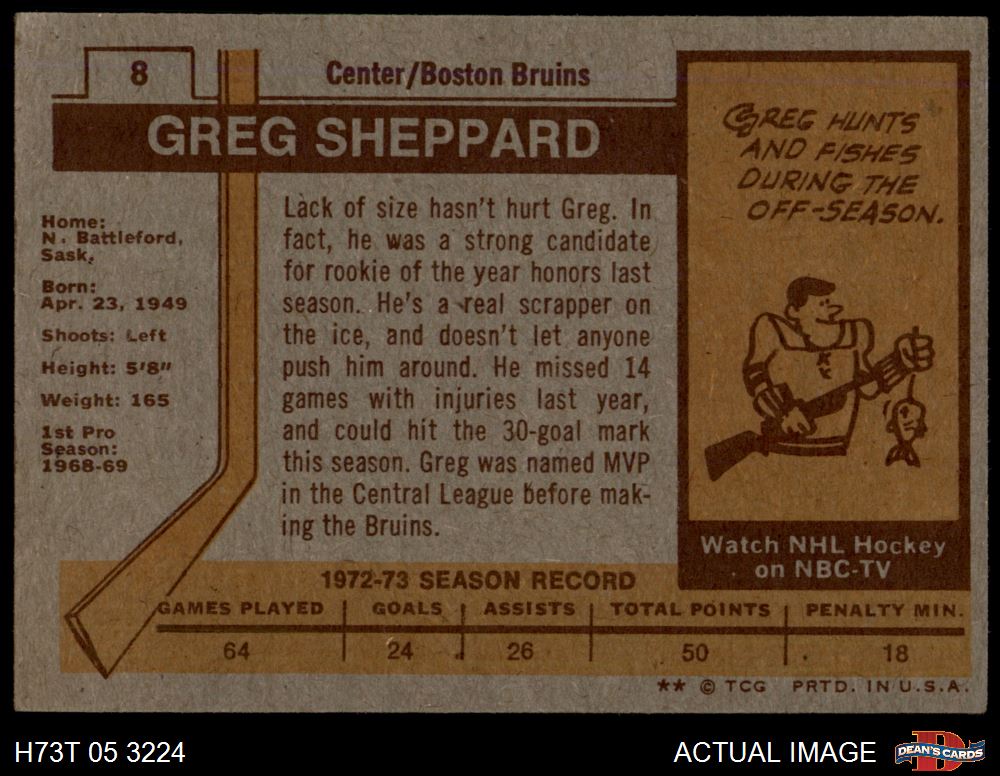 8
Center/Boston Bruins
GREG SHEPPARD
Home:
N. Battleford,
Sask.
Born:
Apr. 23, 1949
Shoots: Left
Height: 5'8"
Weight: 165
1st Pro
Season:
1968-69
Lack of size hasn't hurt Greg. In
fact, he was a strong candidate
for rookie of the year honors last
season. He's a real scrapper on
the ice, and doesn't let anyone
push him around. He missed 14
games with injuries last year,
and could hit the 30-goal mark
this season. Greg was named MVP
in the Central League before mak-
ing the Bruins.
GREG HUNTS
AND FISHES
DURING THE
OFF-SEASON.
Watch NHL Hockey
on NBC-TV
1972-73 SEASON RECORD
GAMES PLAYED GOALS ASSISTS TOTAL POINTS PENALTY MIN.
64 24 26 50 18
** © TCG PRTD. IN U.S.A.
H73T 05 3224
ACTUAL IMAGE
DEAN'S CARDS